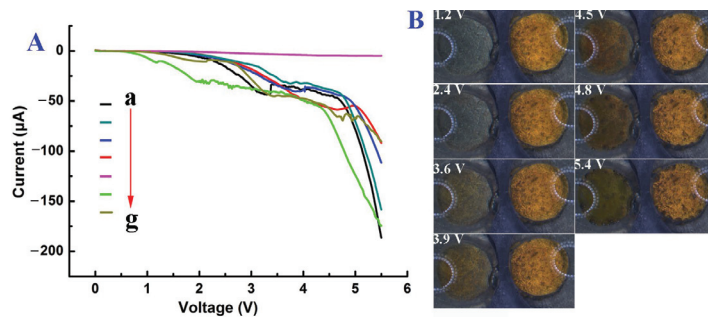 A
B
0
−50
−100
−150
−200
Current (µA)
a
g
0 1 2 3 4 5 6
Voltage (V)
1.2 V
4.5 V
2.4 V
4.8 V
3.6 V
5.4 V
3.9 V